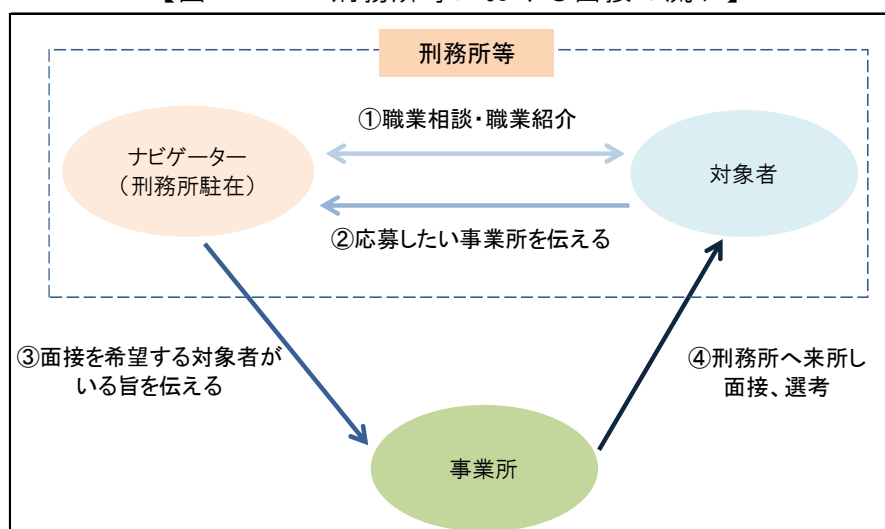 刑務所等
①職業相談・職業紹介
ナビゲーター
（刑務所駐在）
対象者
②応募したい事業所を伝える
③面接を希望する対象者が
いる旨を伝える
④刑務所へ来所し
面接、選考
事業所